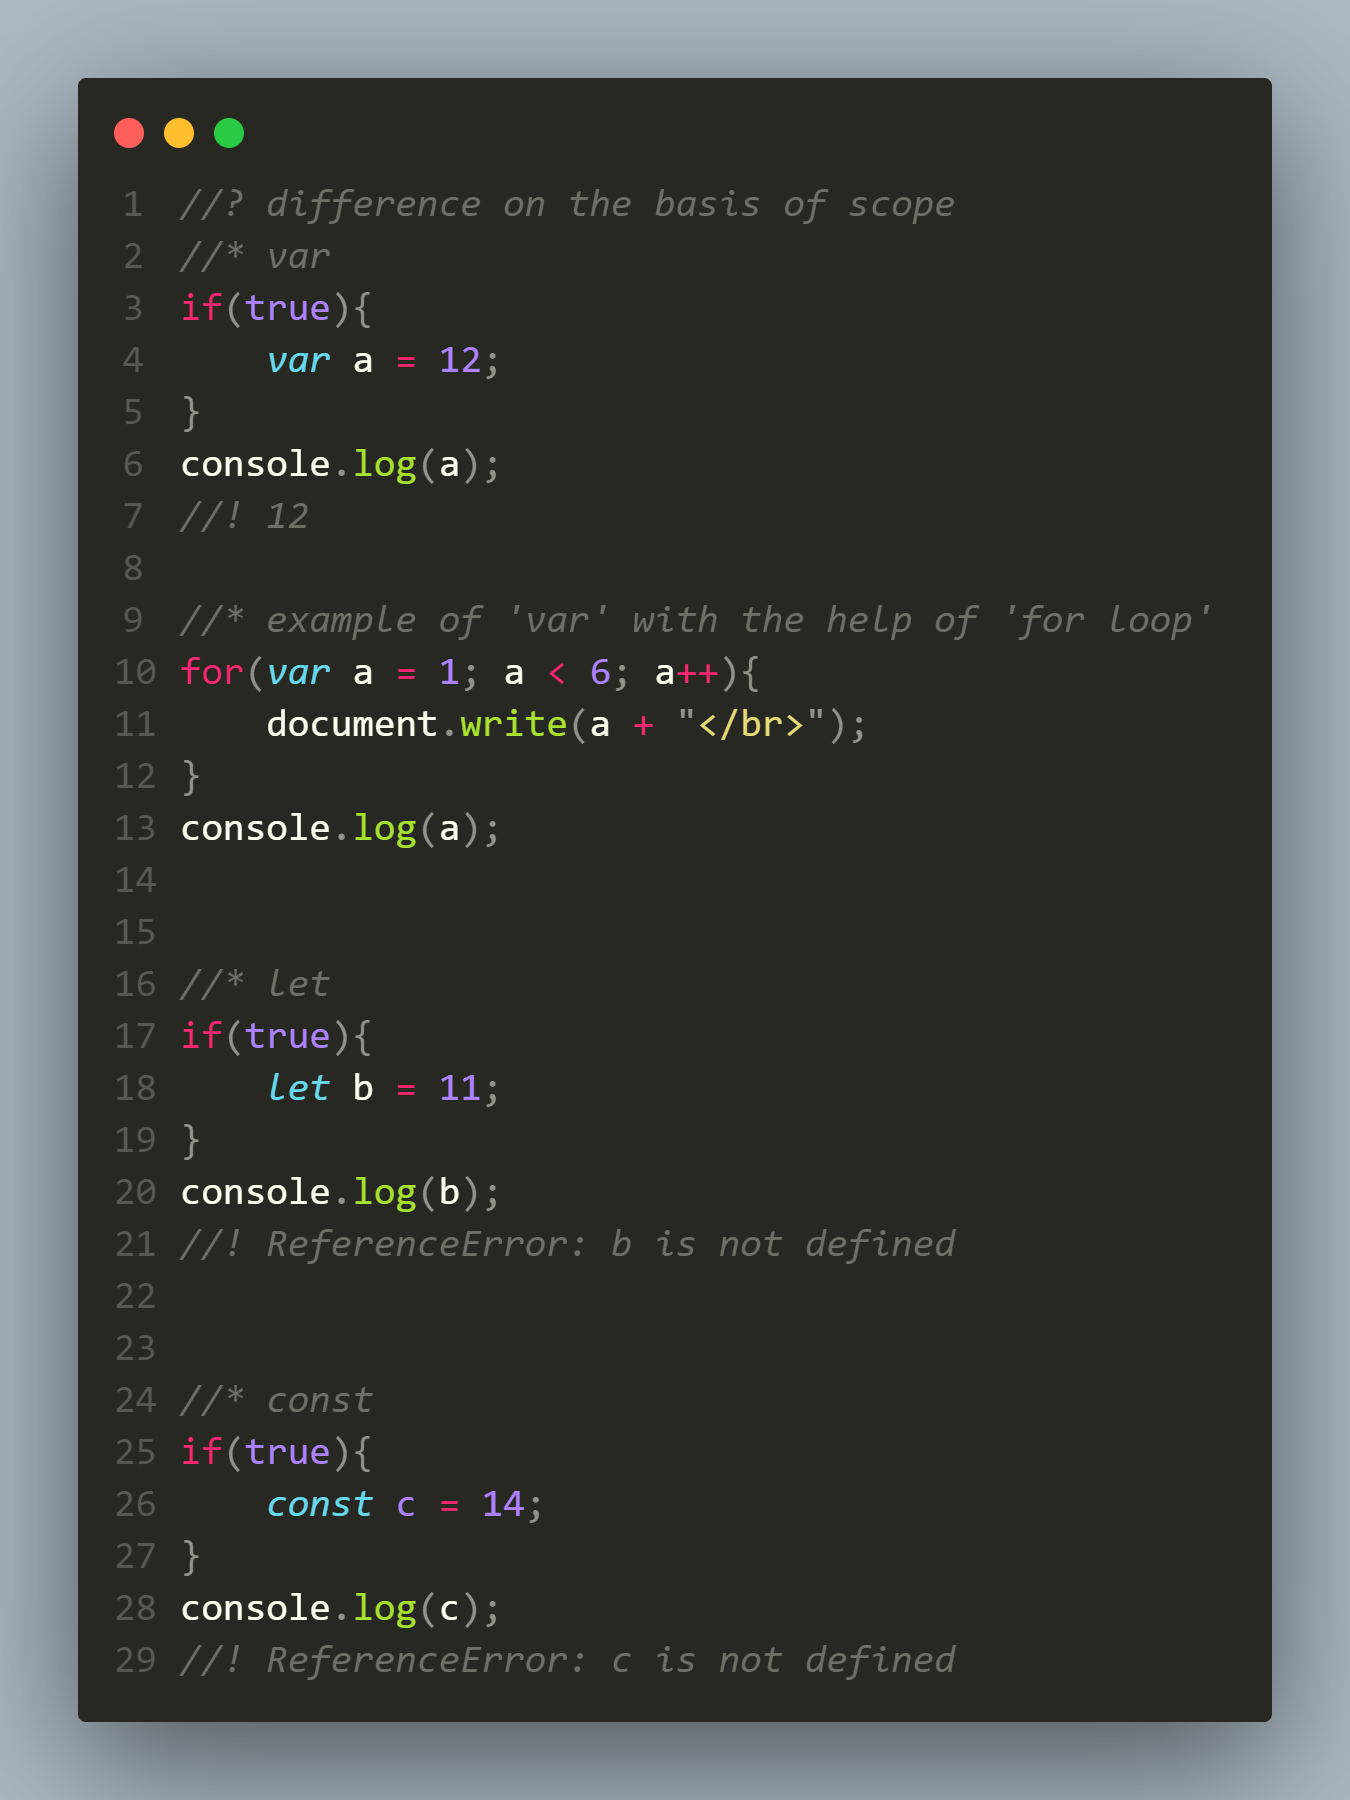 1 //? difference on the basis of scope
2 //* var
3 if(true){
4     var a = 12;
5 }
6 console.log(a);
7 //! 12
8
9 //* example of 'var' with the help of 'for loop'
10 for(var a = 1; a < 6; a++){
11     document.write(a + "</br>");
12 }
13 console.log(a);
14
15
16 //* let
17 if(true){
18     let b = 11;
19 }
20 console.log(b);
21 //! ReferenceError: b is not defined
22
23
24 //* const
25 if(true){
26     const c = 14;
27 }
28 console.log(c);
29 //! ReferenceError: c is not defined